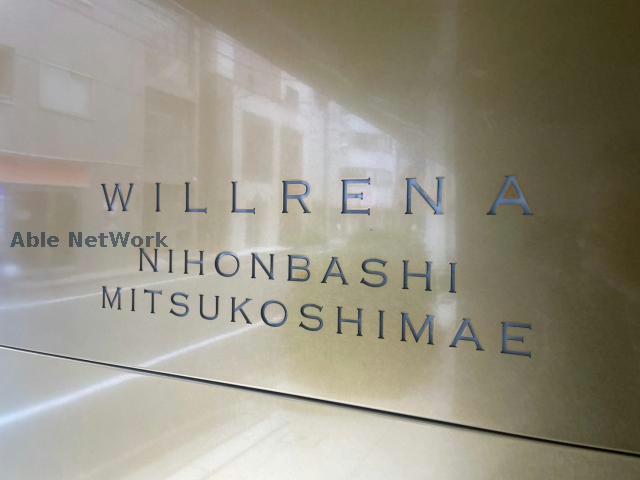 WILLRENA
Able NetWork
NIHONBASHI
MITSUKOSHIMAE